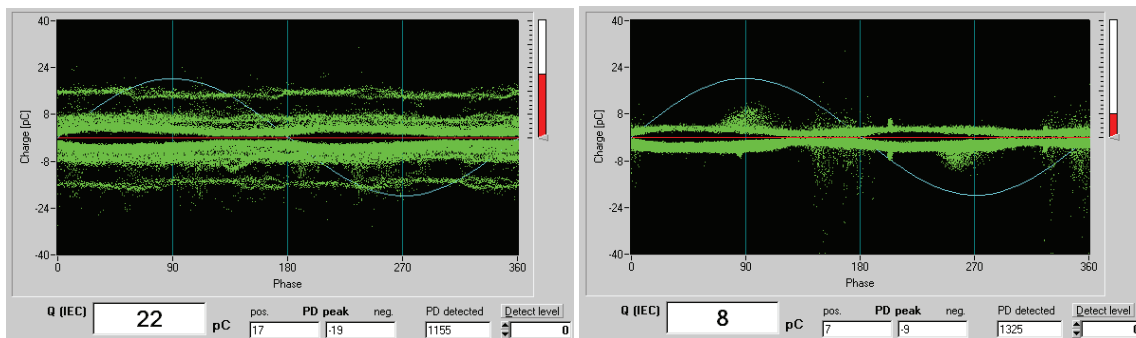 40
24
8
-8
-24
-40
Charge [pC]
0 90 180 270 360
Phase
Q (IEC) 22 pC
pos. PD peak neg.
17 -19
PD detected
1155
Detect level
0
40
24
8
-8
-24
-40
Charge [pC]
0 90 180 270 360
Phase
Q (IEC) 8 pC
pos. PD peak neg.
7 -9
PD detected
1325
Detect level
0